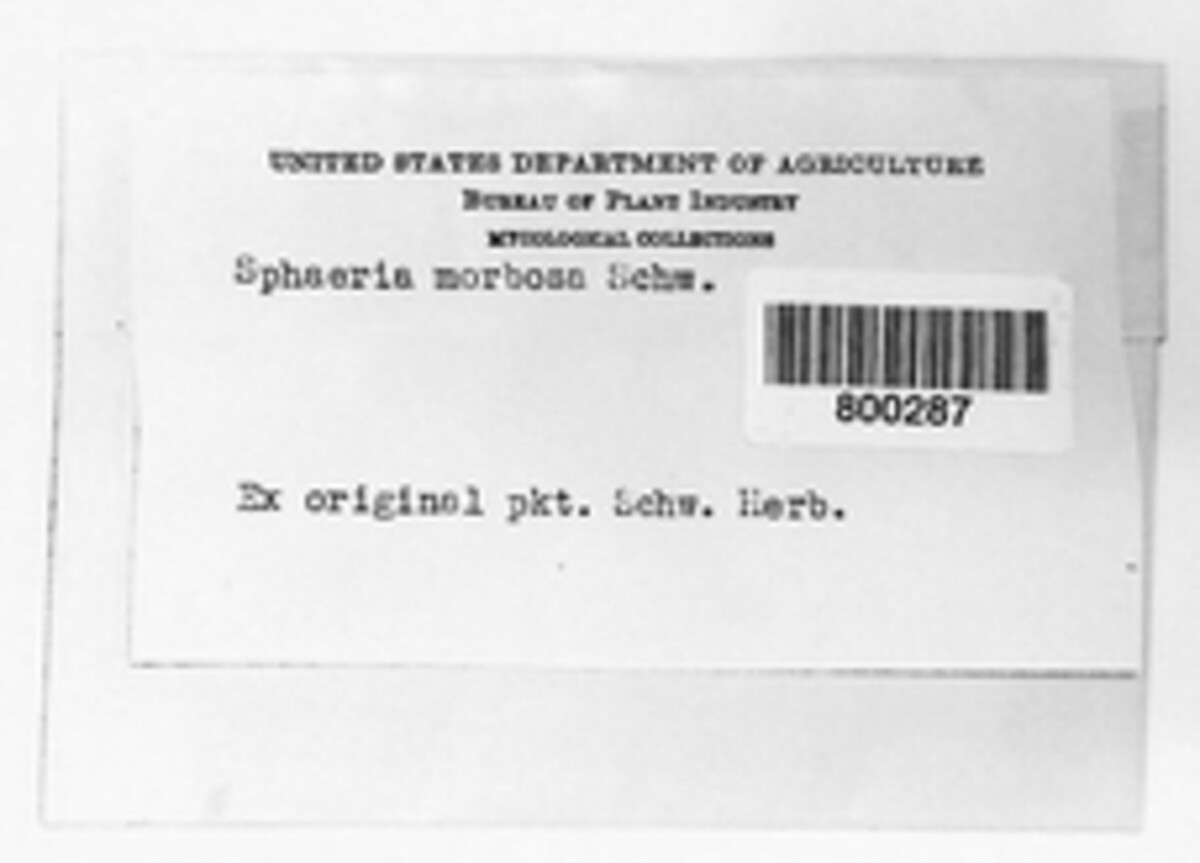 UNITED STATES DEPARTMENT OF AGRICULTURE
BUREAU OF PLANT INDUSTRY
MYCOLOGICAL COLLECTIONS
Sphaeria morbosa Schw.
800287
Ex original pkt. Schw. Herb.